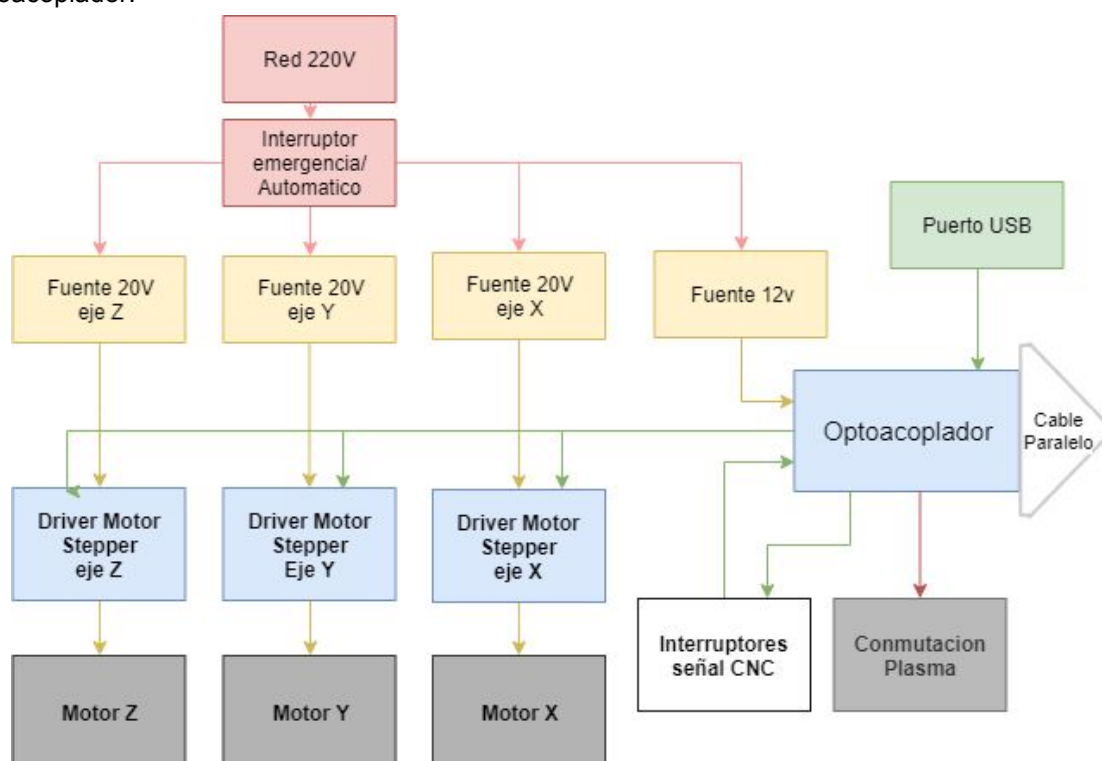 oacoplador.
Red 220V
Interruptor
emergencia/
Automatico
Puerto USB
Fuente 20V
eje Z
Fuente 20V
eje Y
Fuente 20V
eje X
Fuente 12v
Optoacoplador
Cable
Paralelo
Driver Motor
Stepper
eje Z
Driver Motor
Stepper
Eje Y
Driver Motor
Stepper
eje X
Interruptores
señal CNC
Conmutacion
Plasma
Motor Z
Motor Y
Motor X